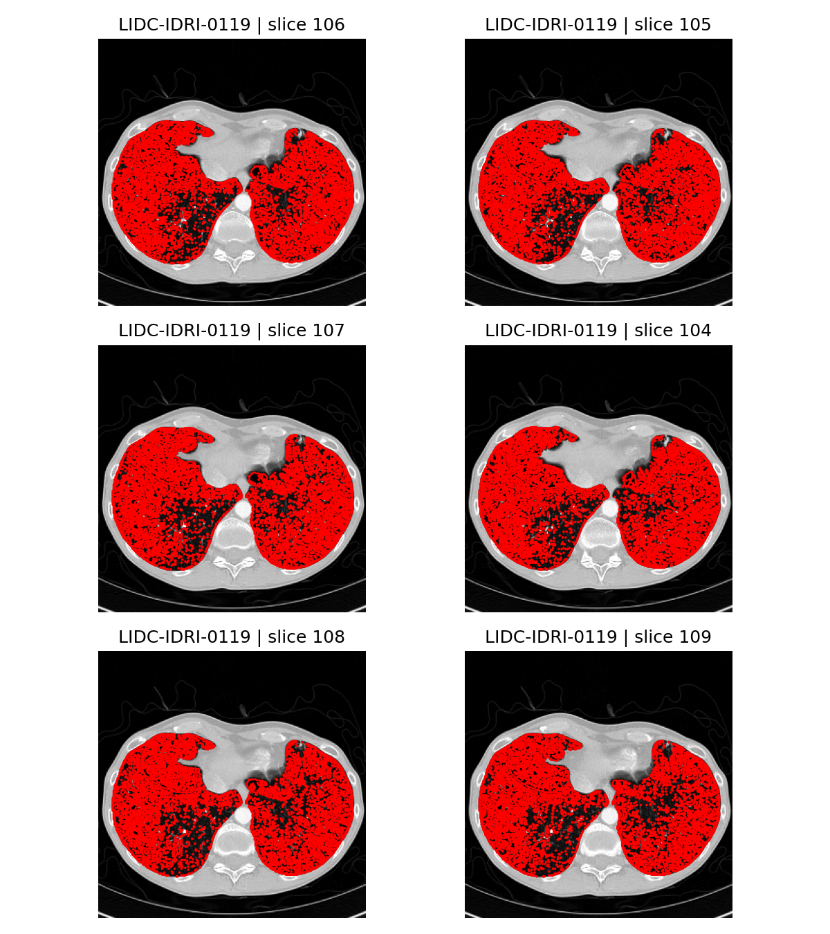 LIDC-IDRI-0119 | slice 106
LIDC-IDRI-0119 | slice 105
LIDC-IDRI-0119 | slice 107
LIDC-IDRI-0119 | slice 104
LIDC-IDRI-0119 | slice 108
LIDC-IDRI-0119 | slice 109